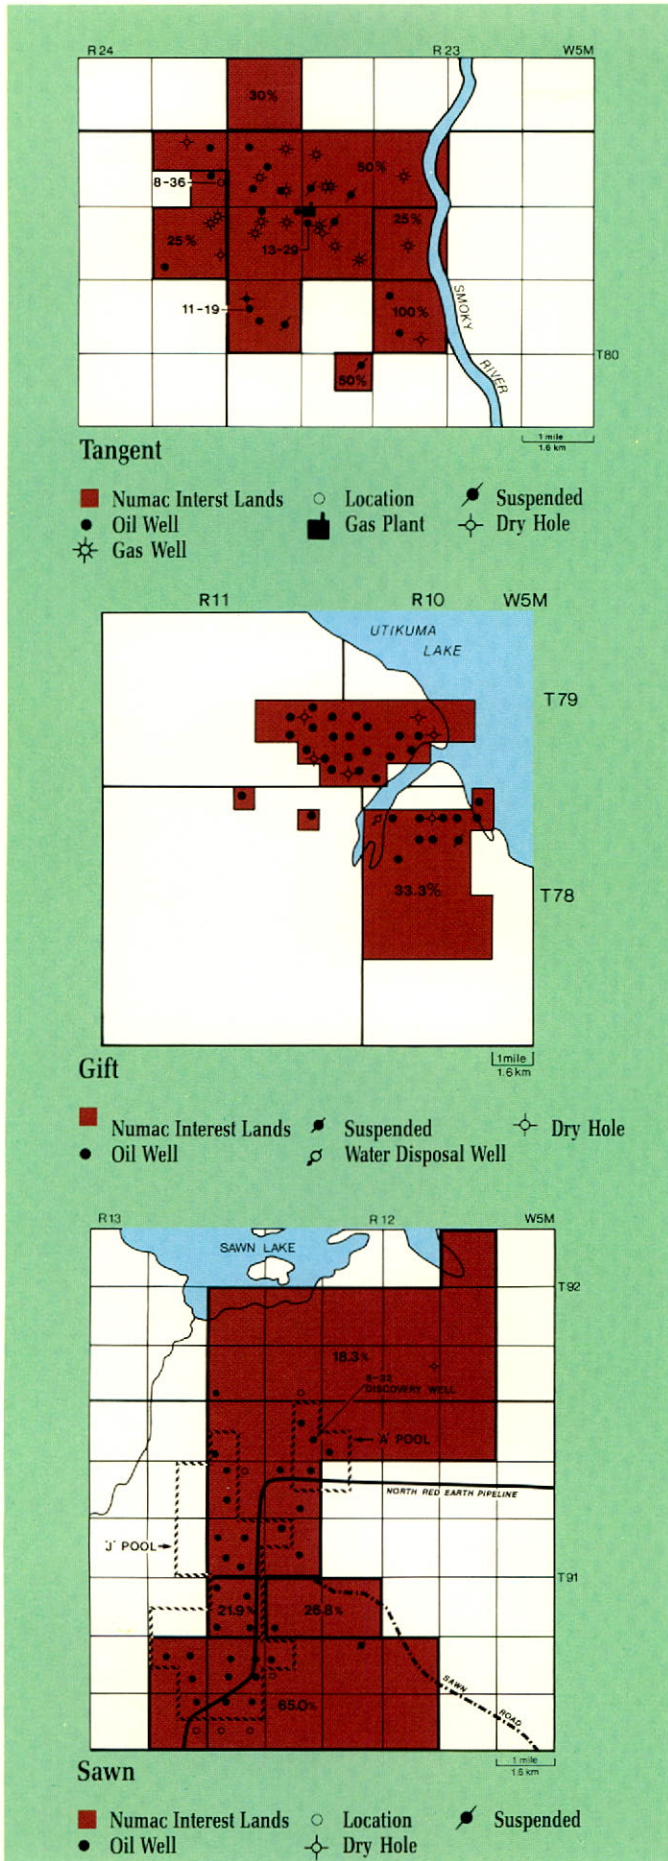 R 24 R 23 W5M
30%
50%
8-36
25% 25%
13-29
11-19 100%
SMOKY
RIVER
T80
50%
Tangent
1 mile
1.6 km
Numac Interst Lands Location Suspended
Oil Well Gas Plant Dry Hole
Gas Well
R11 R10 W5M
UTIKUMA
LAKE
T79
33.3%
T78
Gift
1mile
1.6 km
Numac Interest Lands Suspended Dry Hole
Oil Well Water Disposal Well
R13 R12 W5M
SAWN LAKE
T92
18.3%
DISCOVERY WELL
'A' POOL
NORTH RED EARTH PIPELINE
'J' POOL
T91
21.9% 26.8%
SAWN
ROAD
65.0%
1 mile
1.6 km
Sawn
Numac Interest Lands Location Suspended
Oil Well Dry Hole